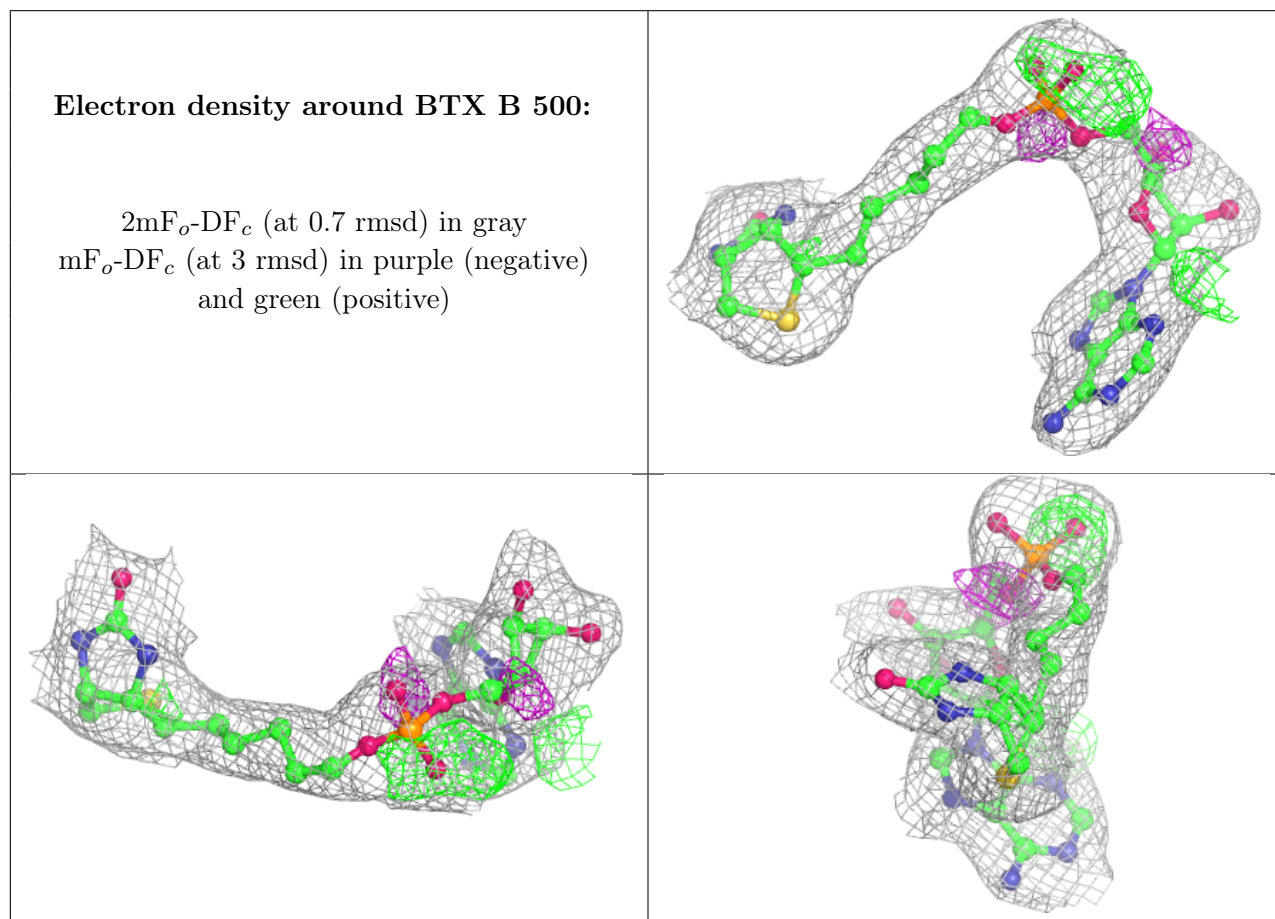 Electron density around BTX B 500:
2mFₒ-DF𝒸 (at 0.7 rmsd) in gray
mFₒ-DF𝒸 (at 3 rmsd) in purple (negative)
and green (positive)